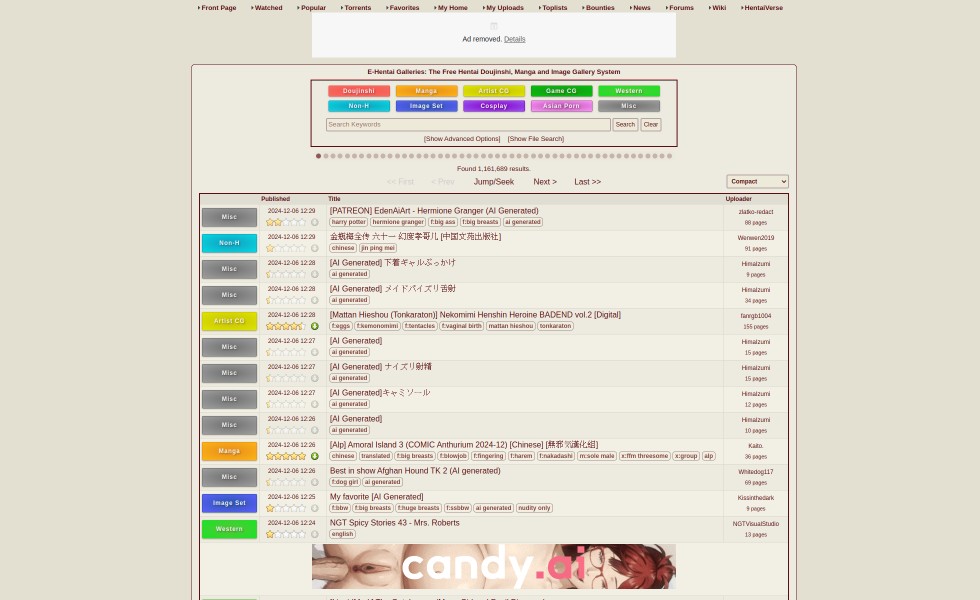 Front Page Watched Popular Torrents Favorites My Home My Uploads Toplists Bounties News Forums Wiki HentaiVerse
Ad removed. Details
E-Hentai Galleries: The Free Hentai Doujinshi, Manga and Image Gallery System
Doujinshi Manga Artist CG Game CG Western
Non-H Image Set Cosplay Asian Porn Misc
Search Keywords Search Clear
[Show Advanced Options] [Show File Search]
Found 1,161,689 results.
<< First < Prev Jump/Seek Next > Last >> Compact
Published Title Uploader
Misc 2024-12-06 12:29 [PATREON] EdenAiArt - Hermione Granger (AI Generated) zlatko-redact
harry potter hermione granger f:big ass f:big breasts ai generated 88 pages
Non-H 2024-12-06 12:29 金瓶梅全传 六十一 幻度孝哥儿 [中国文苑出版社] Wenwen2019
chinese jin ping mei 91 pages
Misc 2024-12-06 12:28 [AI Generated] 下着ギャルぶっかけ HimaIzumi
ai generated 9 pages
Misc 2024-12-06 12:28 [AI Generated] メイドパイズリ舌射 HimaIzumi
ai generated 34 pages
Artist CG 2024-12-06 12:28 [Mattan Hieshou (Tonkaraton)] Nekomimi Henshin Heroine BADEND vol.2 [Digital] fanrgb1004
f:eggs f:kemonomimi f:tentacles f:vaginal birth mattan hieshou tonkaraton 155 pages
Misc 2024-12-06 12:27 [AI Generated] HimaIzumi
ai generated 15 pages
Misc 2024-12-06 12:27 [AI Generated] ナイズリ射精 HimaIzumi
ai generated 15 pages
Misc 2024-12-06 12:27 [AI Generated]キャミソール HimaIzumi
ai generated 12 pages
Misc 2024-12-06 12:26 [AI Generated] HimaIzumi
ai generated 10 pages
Manga 2024-12-06 12:26 [Alp] Amoral Island 3 (COMIC Anthurium 2024-12) [Chinese] [無邪気漢化組] Kaito.
chinese translated f:big breasts f:blowjob f:fingering f:harem f:nakadashi m:sole male x:ffm threesome x:group alp 36 pages
Misc 2024-12-06 12:26 Best in show Afghan Hound TK 2 (AI generated) Whitedog117
f:dog girl ai generated 69 pages
Image Set 2024-12-06 12:25 My favorite [AI Generated] Kissinthedark
f:bbw f:big breasts f:huge breasts f:ssbbw ai generated nudity only 9 pages
Western 2024-12-06 12:24 NGT Spicy Stories 43 - Mrs. Roberts NGTVisualStudio
english 13 pages
candy.ai